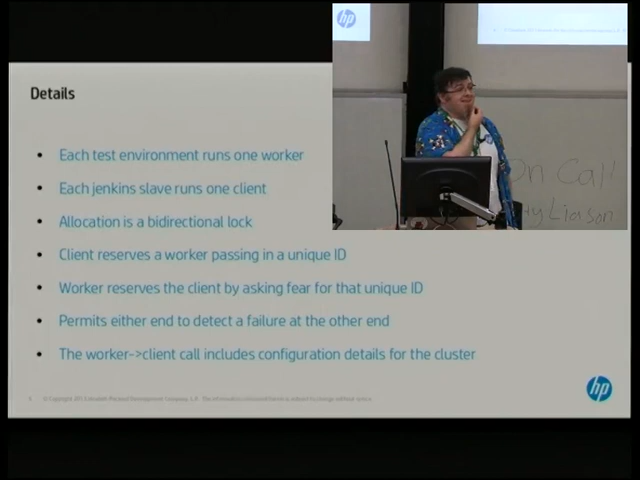 Details
Each test environment runs one worker
Each jenkins slave runs one client
Allocation is a bidirectional lock
Client reserves a worker passing in a unique ID
Worker reserves the client by asking fear for that unique ID
Permits either end to detect a failure at the other end
The worker->client call includes configuration details for the cluster
hp
On Call
Liason
hp